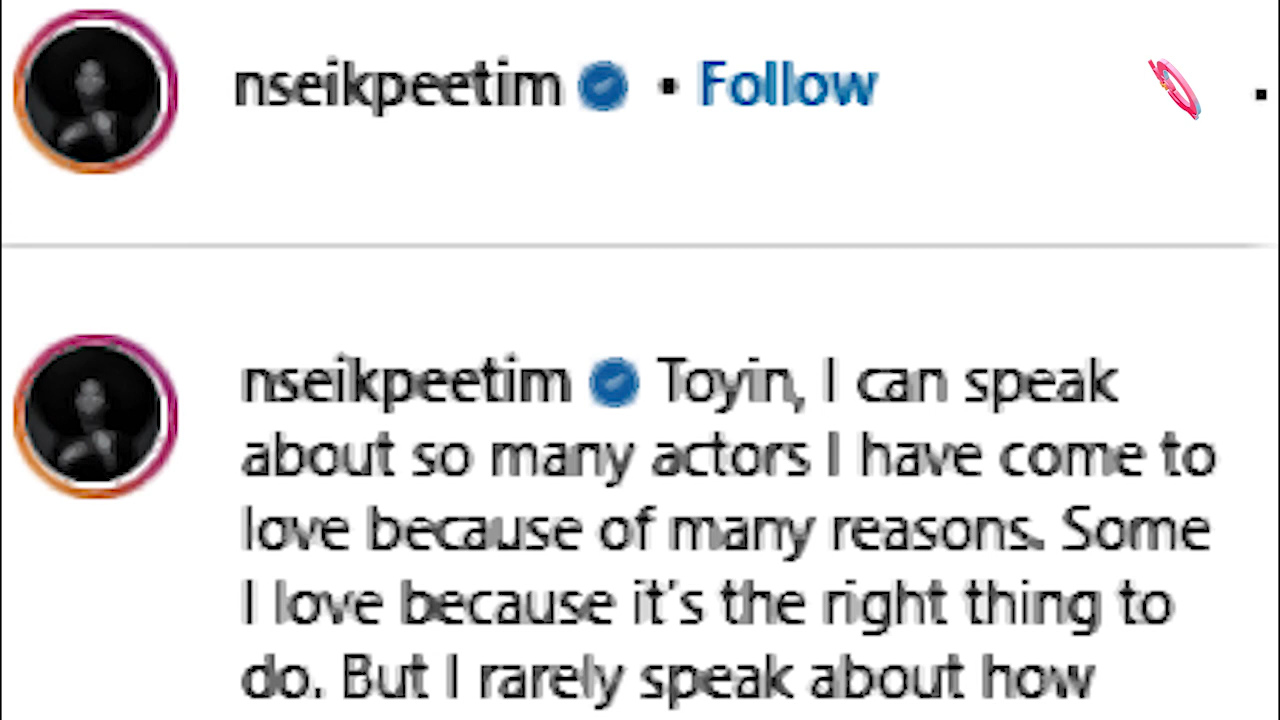 nseikpeetim • Follow
nseikpeetim Toyin, I can speak
about so many actors I have come to
love because of many reasons. Some
I love because it's the right thing to
do. But I rarely speak about how